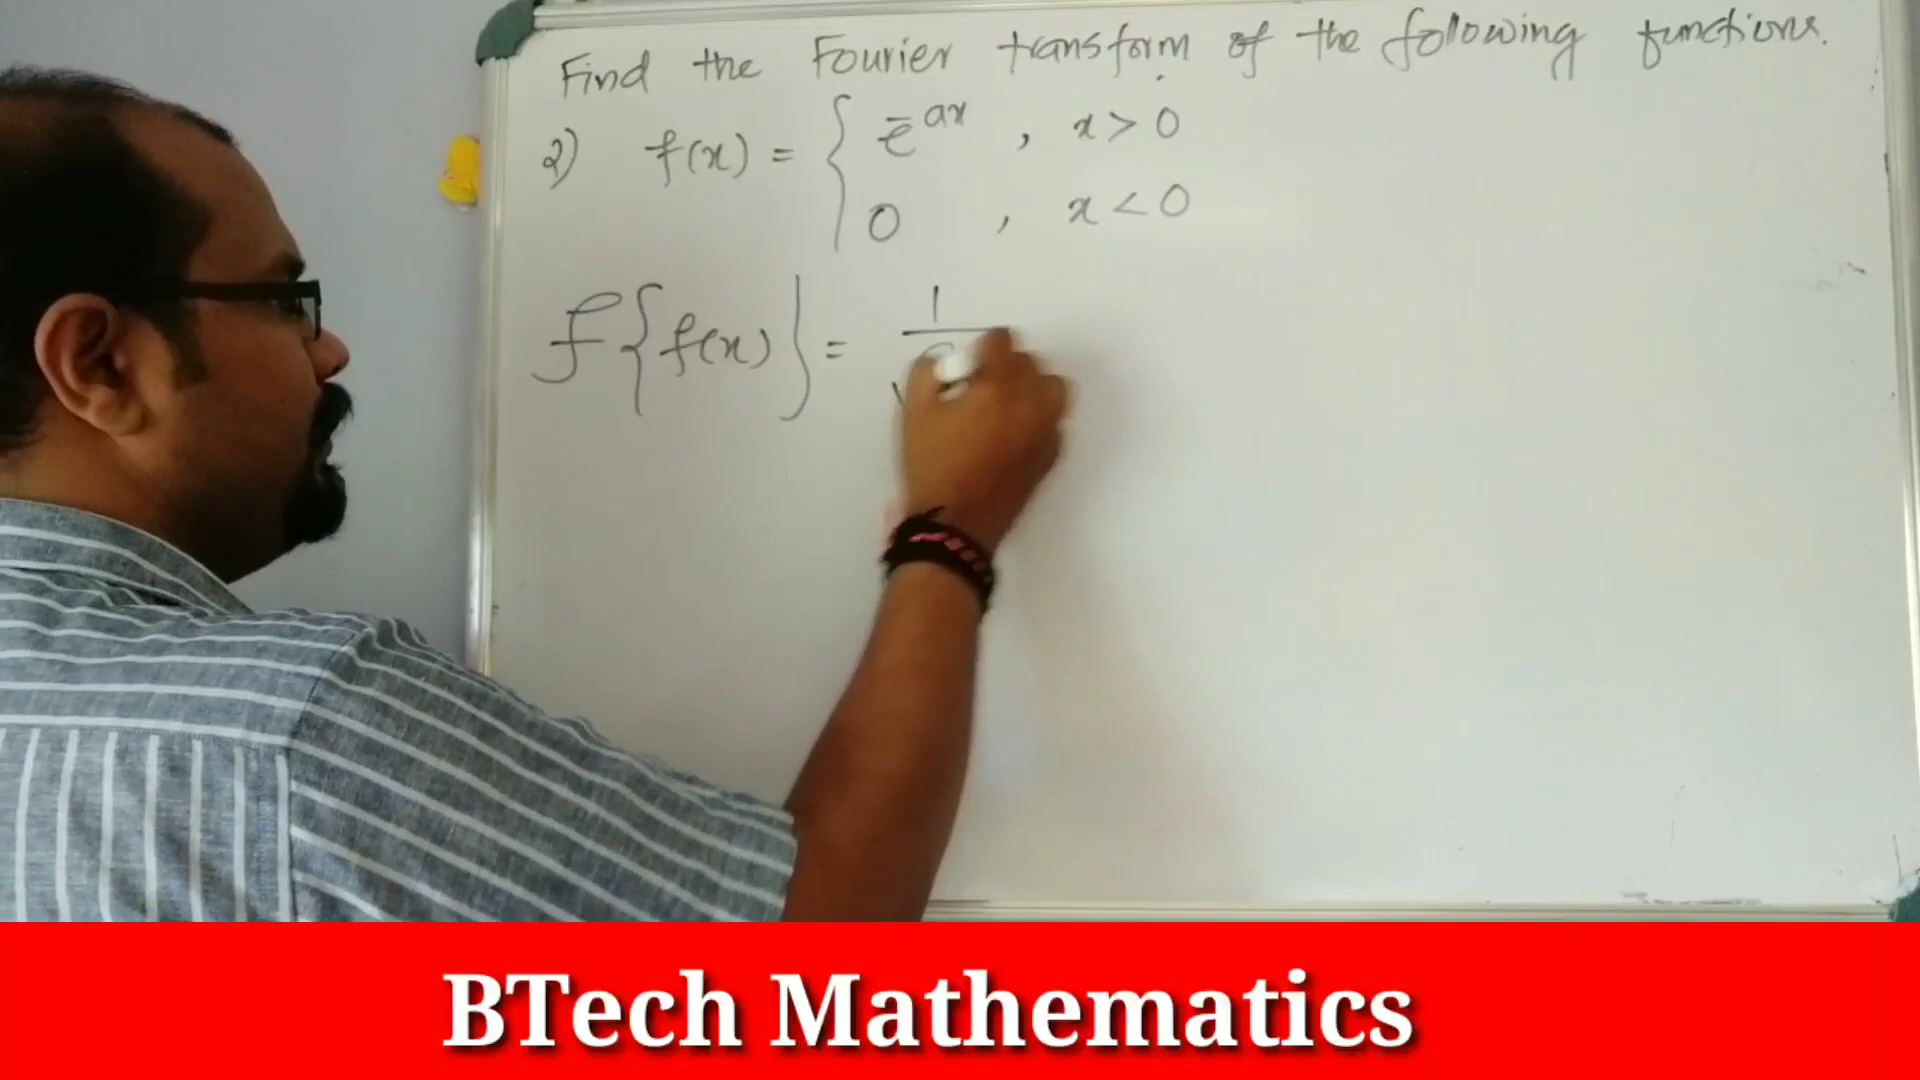 Find the Fourier transform of the following functions.
2) f(x) = { e^-ax , x > 0
0 , x < 0
F{f(x)} = 1/√
BTech Mathematics